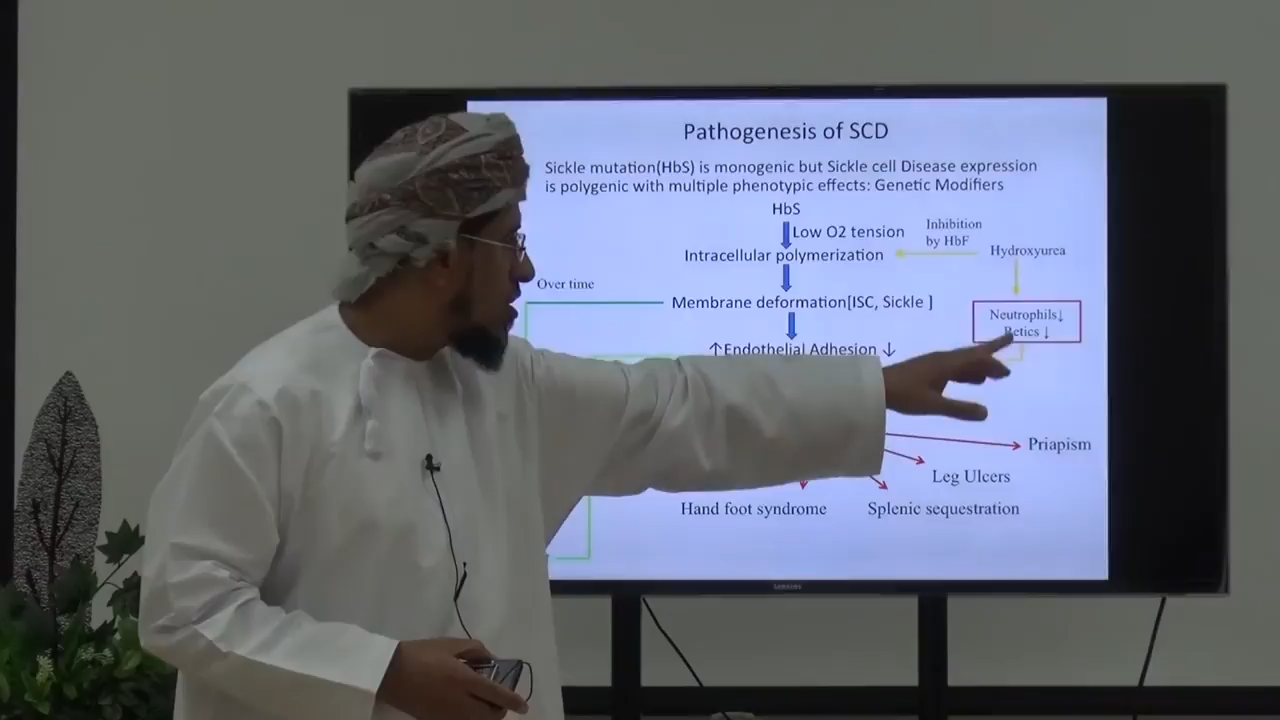 Pathogenesis of SCD
Sickle mutation(HbS) is monogenic but Sickle cell Disease expression
is polygenic with multiple phenotypic effects: Genetic Modifiers
HbS
Low O2 tension
Inhibition
by HbF
Hydroxyurea
Intracellular polymerization
Over time
Membrane deformation[ISC, Sickle ]
Neutrophils↓
Retics ↓
↑Endothelial Adhesion ↓
Priapism
Leg Ulcers
Hand foot syndrome
Splenic sequestration
SAMSUNG